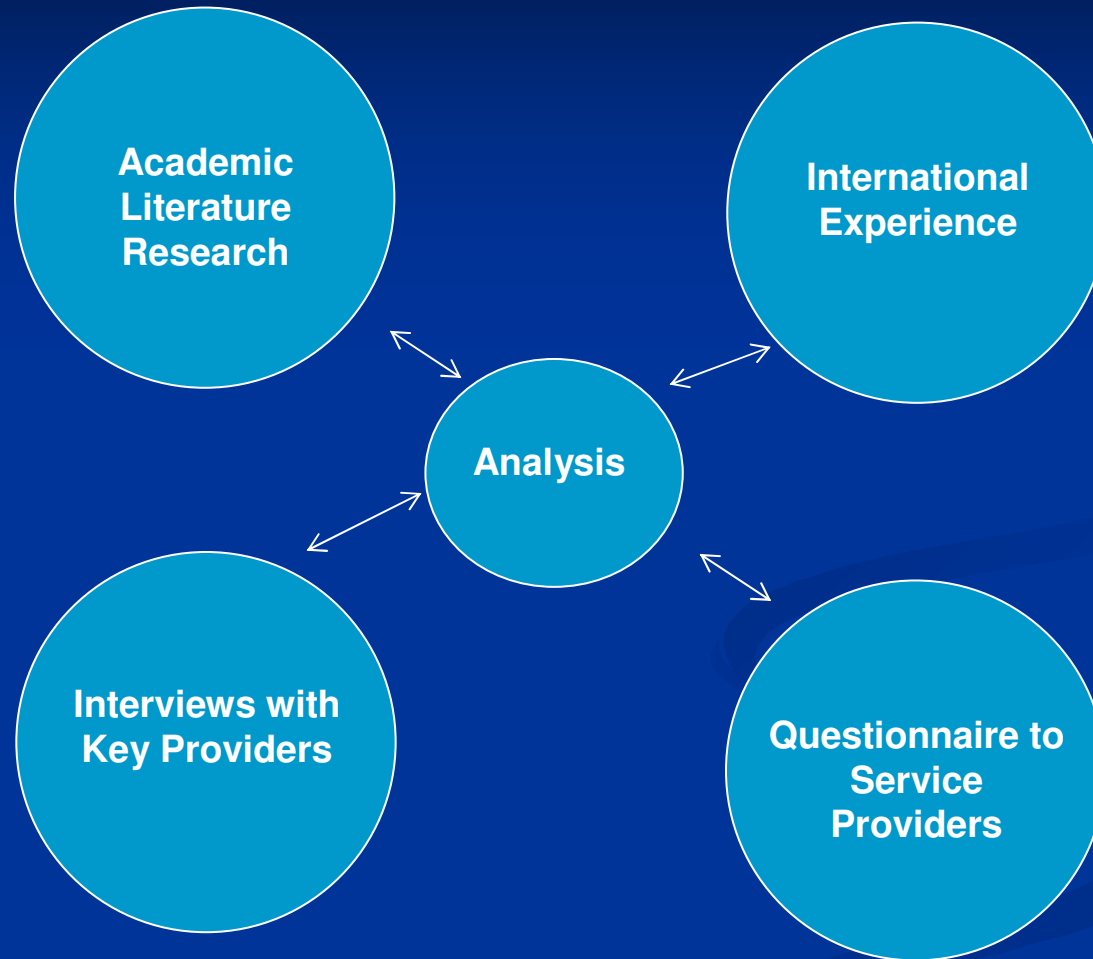 Academic
Literature
Research
International
Experience
Analysis
Interviews with
Key Providers
Questionnaire to
Service
Providers